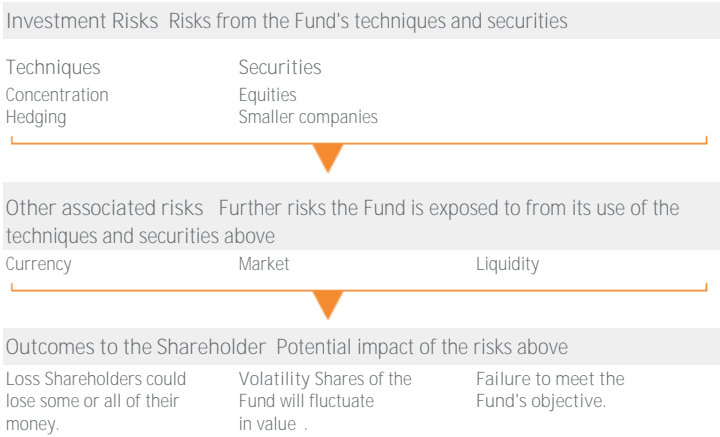 Investment Risks Risks from the Fund's techniques and securities
Techniques
Concentration
Hedging
Securities
Equities
Smaller companies
Other associated risks Further risks the Fund is exposed to from its use of the
techniques and securities above
Currency
Market
Liquidity
Outcomes to the Shareholder Potential impact of the risks above
Loss Shareholders could
lose some or all of their
money.
Volatility Shares of the
Fund will fluctuate
in value .
Failure to meet the
Fund's objective.